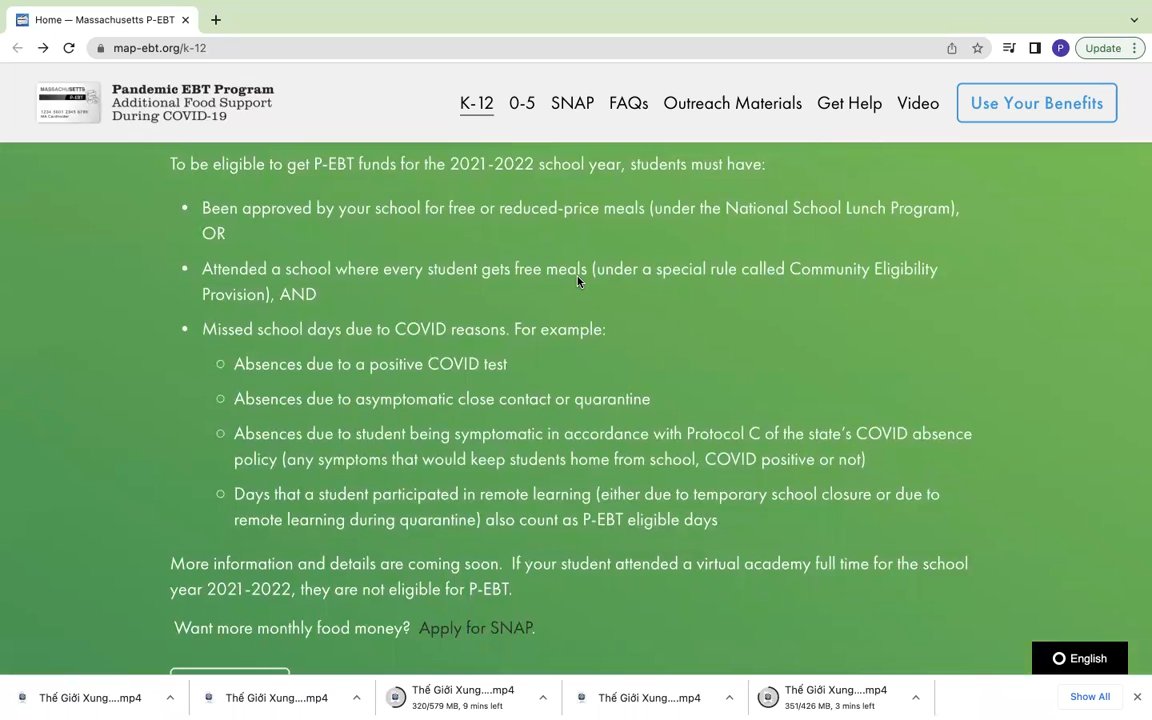 Home — Massachusetts P-EBT
map-ebt.org/k-12
P
Update
MASSACHUSETTS
P-EBT
Pandemic EBT Program
Additional Food Support
During COVID-19
K-12 0-5 SNAP FAQs Outreach Materials Get Help Video Use Your Benefits
To be eligible to get P-EBT funds for the 2021-2022 school year, students must have:
• Been approved by your school for free or reduced-price meals (under the National School Lunch Program),
OR
• Attended a school where every student gets free meals (under a special rule called Community Eligibility
Provision), AND
• Missed school days due to COVID reasons. For example:
○ Absences due to a positive COVID test
○ Absences due to asymptomatic close contact or quarantine
○ Absences due to student being symptomatic in accordance with Protocol C of the state’s COVID absence
policy (any symptoms that would keep students home from school, COVID positive or not)
○ Days that a student participated in remote learning (either due to temporary school closure or due to
remote learning during quarantine) also count as P-EBT eligible days
More information and details are coming soon. If your student attended a virtual academy full time for the school
year 2021-2022, they are not eligible for P-EBT.
Want more monthly food money? Apply for SNAP.
English
Thế Giới Xung....mp4
Thế Giới Xung....mp4
Thế Giới Xung....mp4
320/579 MB, 9 mins left
Thế Giới Xung....mp4
Thế Giới Xung....mp4
351/426 MB, 3 mins left
Show All